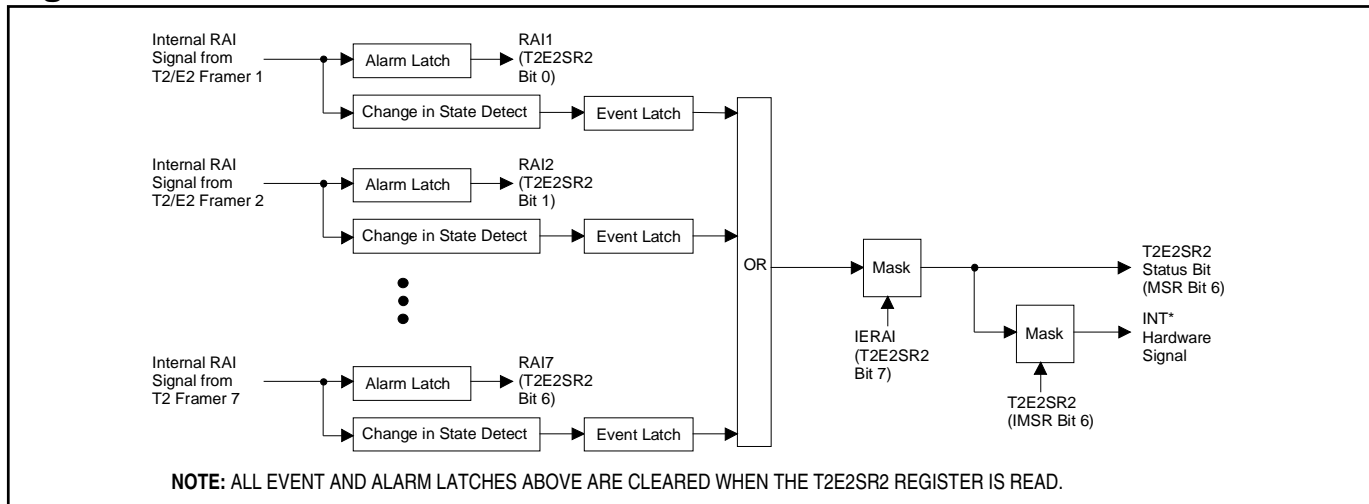 Internal RAI
Signal from
T2/E2 Framer 1
Alarm Latch
RAI1
(T2E2SR2
Bit 0)
Change in State Detect
Event Latch
Internal RAI
Signal from
T2/E2 Framer 2
Alarm Latch
RAI2
(T2E2SR2
Bit 1)
Change in State Detect
Event Latch
OR
Mask
T2E2SR2
Status Bit
(MSR Bit 6)
IERAI
(T2E2SR2
Bit 7)
Mask
INT*
Hardware
Signal
T2E2SR2
(IMSR Bit 6)
Internal RAI
Signal from
T2 Framer 7
Alarm Latch
RAI7
(T2E2SR2
Bit 6)
Change in State Detect
Event Latch
NOTE: ALL EVENT AND ALARM LATCHES ABOVE ARE CLEARED WHEN THE T2E2SR2 REGISTER IS READ.